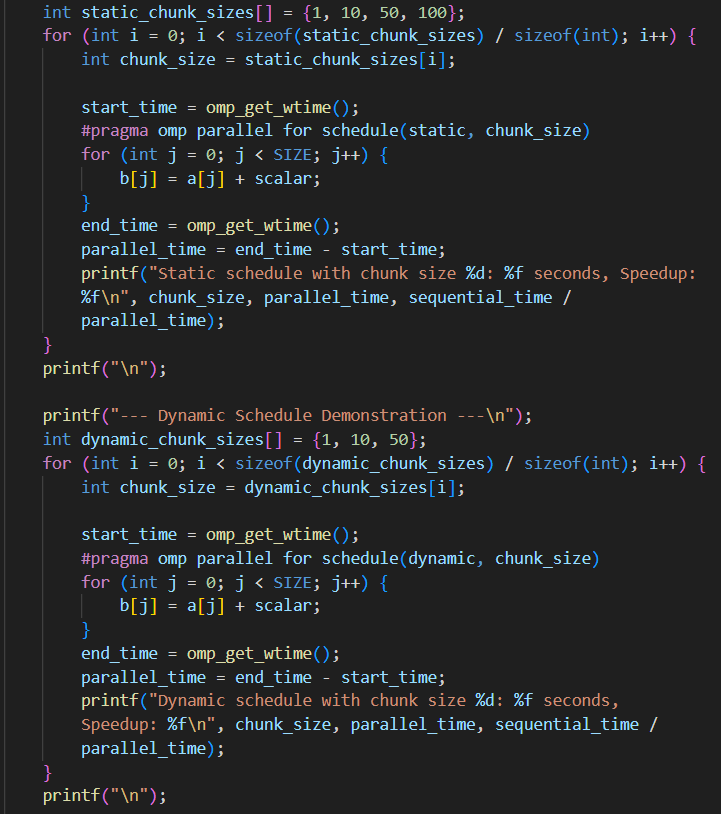 int static_chunk_sizes[] = {1, 10, 50, 100};
for (int i = 0; i < sizeof(static_chunk_sizes) / sizeof(int); i++) {
    int chunk_size = static_chunk_sizes[i];

    start_time = omp_get_wtime();
    #pragma omp parallel for schedule(static, chunk_size)
    for (int j = 0; j < SIZE; j++) {
        b[j] = a[j] + scalar;
    }
    end_time = omp_get_wtime();
    parallel_time = end_time - start_time;
    printf("Static schedule with chunk size %d: %f seconds, Speedup:
    %f\n", chunk_size, parallel_time, sequential_time /
    parallel_time);
}
printf("\n");

printf("--- Dynamic Schedule Demonstration ---\n");
int dynamic_chunk_sizes[] = {1, 10, 50};
for (int i = 0; i < sizeof(dynamic_chunk_sizes) / sizeof(int); i++) {
    int chunk_size = dynamic_chunk_sizes[i];

    start_time = omp_get_wtime();
    #pragma omp parallel for schedule(dynamic, chunk_size)
    for (int j = 0; j < SIZE; j++) {
        b[j] = a[j] + scalar;
    }
    end_time = omp_get_wtime();
    parallel_time = end_time - start_time;
    printf("Dynamic schedule with chunk size %d: %f seconds,
    Speedup: %f\n", chunk_size, parallel_time, sequential_time /
    parallel_time);
}
printf("\n");